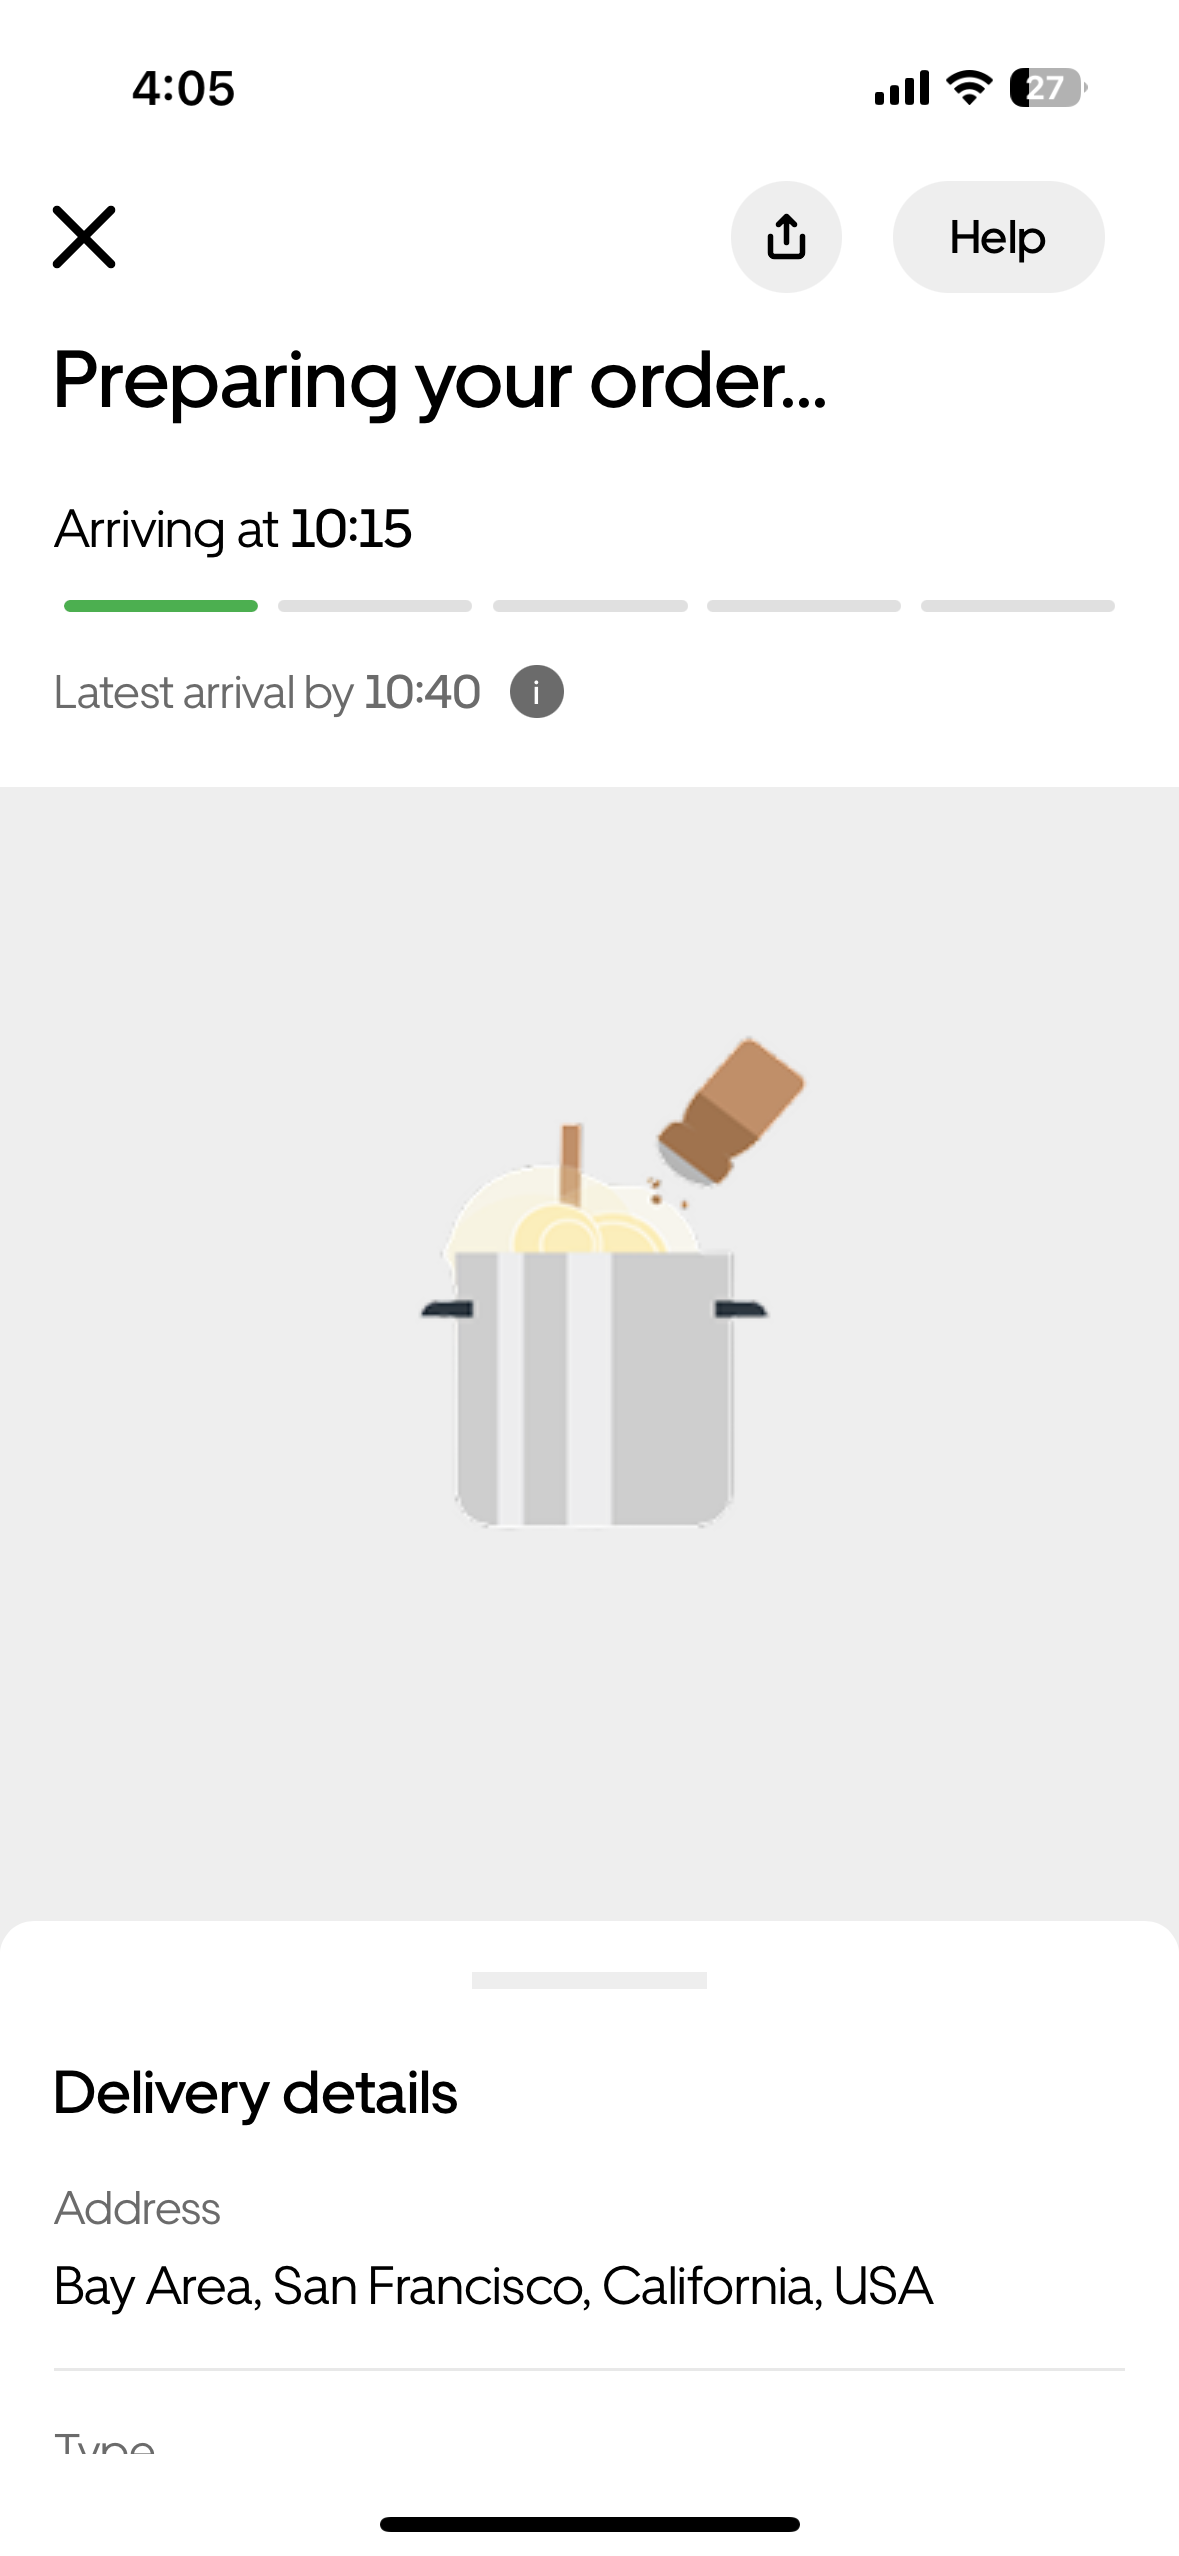 4:05
27
Help
Preparing your order...
Arriving at 10:15
Latest arrival by 10:40
i
Delivery details
Address
Bay Area, San Francisco, California, USA
Type